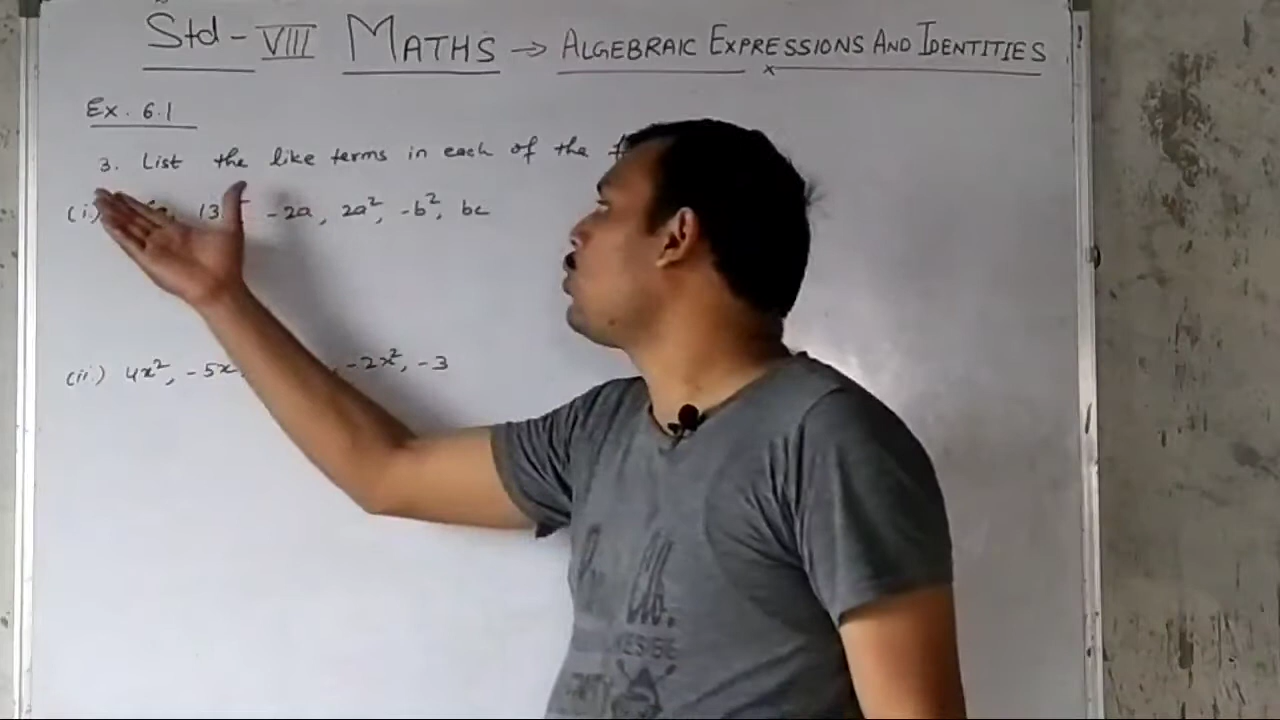 Std - VIII MATHS → ALGEBRAIC EXPRESSIONS AND IDENTITIES
Ex. 6.1
3. List the like terms in each of the
(i.) 13 -2a, 2a², -b², bc
(ii.) 4x², -5x, -2x², -3